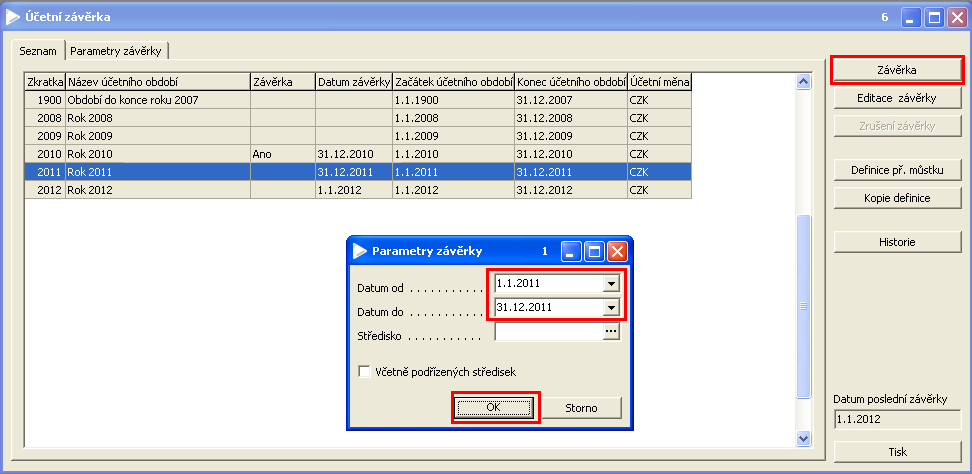 Účetní závěrka 6
Seznam Parametry závěrky
Zkratka Název účetního období Závěrka Datum závěrky Začátek účetního období Konec účetního období Účetní měna
1900 Období do konce roku 2007 1.1.1900 31.12.2007 CZK
2008 Rok 2008 1.1.2008 31.12.2008 CZK
2009 Rok 2009 1.1.2009 31.12.2009 CZK
2010 Rok 2010 Ano 31.12.2010 1.1.2010 31.12.2010 CZK
2011 Rok 2011 31.12.2011 1.1.2011 31.12.2011 CZK
2012 Rok 2012 1.1.2012 1.1.2012 31.12.2012 CZK
Závěrka
Editace závěrky
Zrušení závěrky
Definice př. můstku
Kopie definice
Historie
Parametry závěrky 1
Datum od . . . . . . . . . . . 1.1.2011
Datum do . . . . . . . . . . . 31.12.2011
Středisko . . . . . . . . . . . ...
Včetně podřízených středisek
OK Storno
Datum poslední závěrky
1.1.2012
Tisk